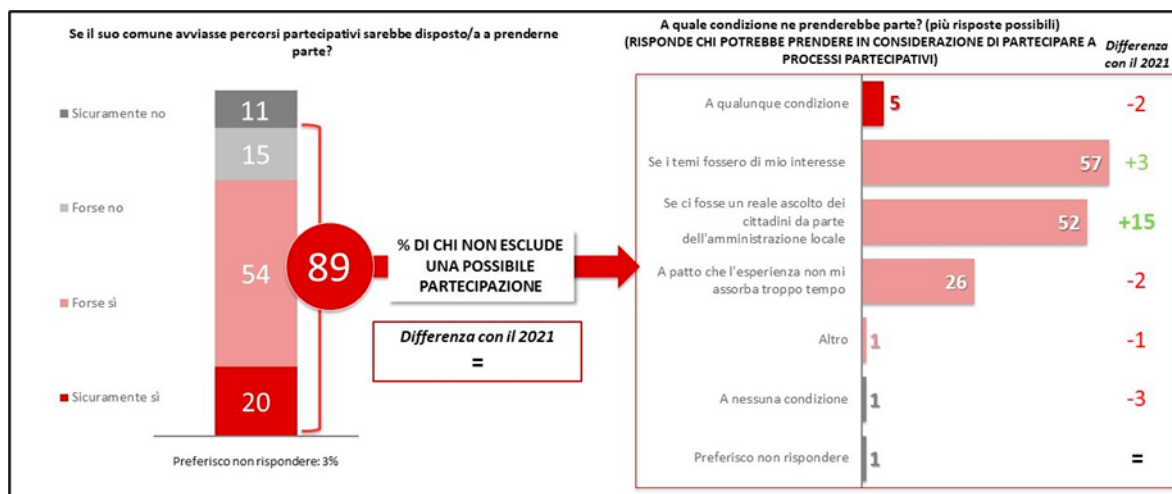 Se il suo comune avviasse percorsi partecipativi sarebbe disposto/a a prenderne
parte?
Sicuramente no
Forse no
Forse sì
Sicuramente sì
11
15
54
20
Preferisco non rispondere: 3%
89
% DI CHI NON ESCLUDE
UNA POSSIBILE
PARTECIPAZIONE
Differenza con il 2021
=
A quale condizione ne prenderebbe parte? (più risposte possibili)
(RISPONDE CHI POTREBBE PRENDERE IN CONSIDERAZIONE DI PARTECIPARE A
PROCESSI PARTECIPATIVI)
Differenza
con il 2021
A qualunque condizione
5
-2
Se i temi fossero di mio interesse
57
+3
Se ci fosse un reale ascolto dei
cittadini da parte
dell'amministrazione locale
52
+15
A patto che l'esperienza non mi
assorba troppo tempo
26
-2
Altro
1
-1
A nessuna condizione
1
-3
Preferisco non rispondere
1
=